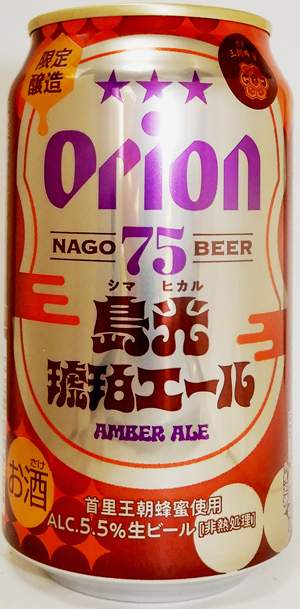 限定
醸造
Orion
NAGO 75 BEER
シマ ヒカル
島光
琥珀エール
AMBER ALE
さけ
お酒
首里王朝蜂蜜使用
ALC.5.5%生ビール[非熱処理]